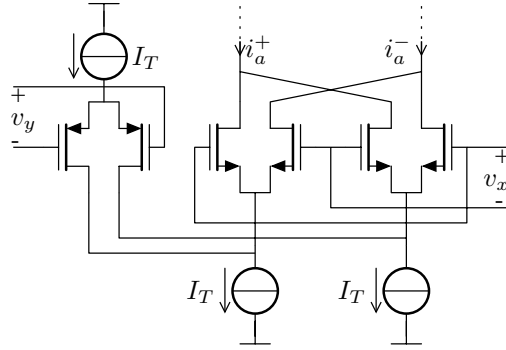 I_T
i_a^+
i_a^-
+
v_y
-
+
v_x
-
I_T
I_T